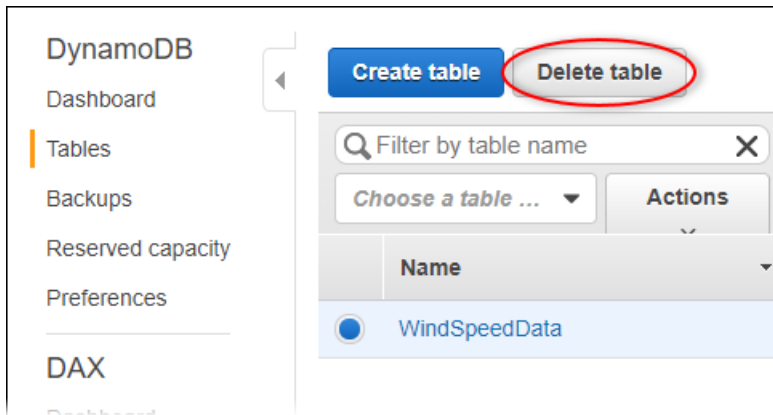 DynamoDB
Dashboard
Tables
Backups
Reserved capacity
Preferences
DAX
Dashboard
Create table
Delete table
Filter by table name
Choose a table ...
Actions
Name
WindSpeedData